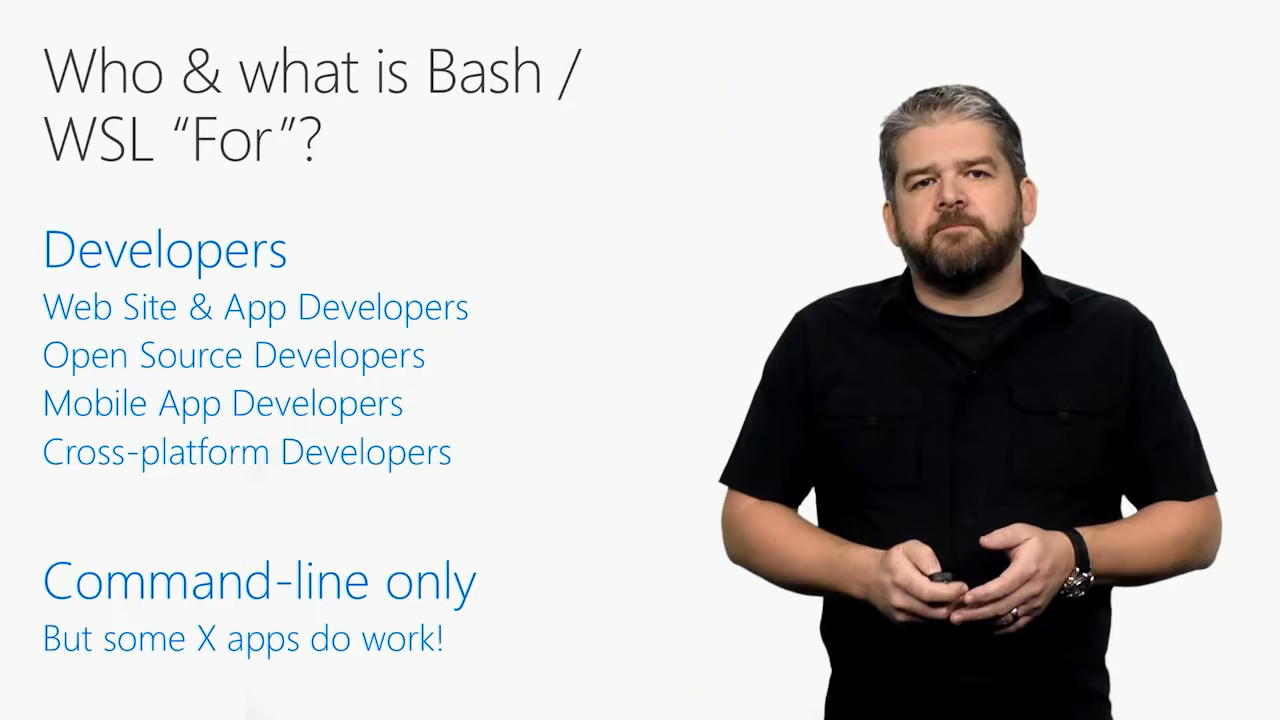 Who & what is Bash /
WSL “For”?
Developers
Web Site & App Developers
Open Source Developers
Mobile App Developers
Cross-platform Developers
Command-line only
But some X apps do work!